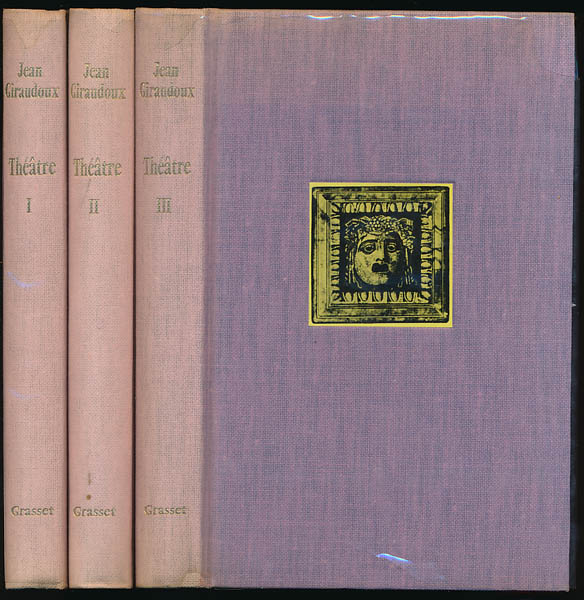 Jean
Giraudoux
Théâtre
I
Grasset
Jean
Giraudoux
Théâtre
II
Grasset
Jean
Giraudoux
Théâtre
III
Grasset